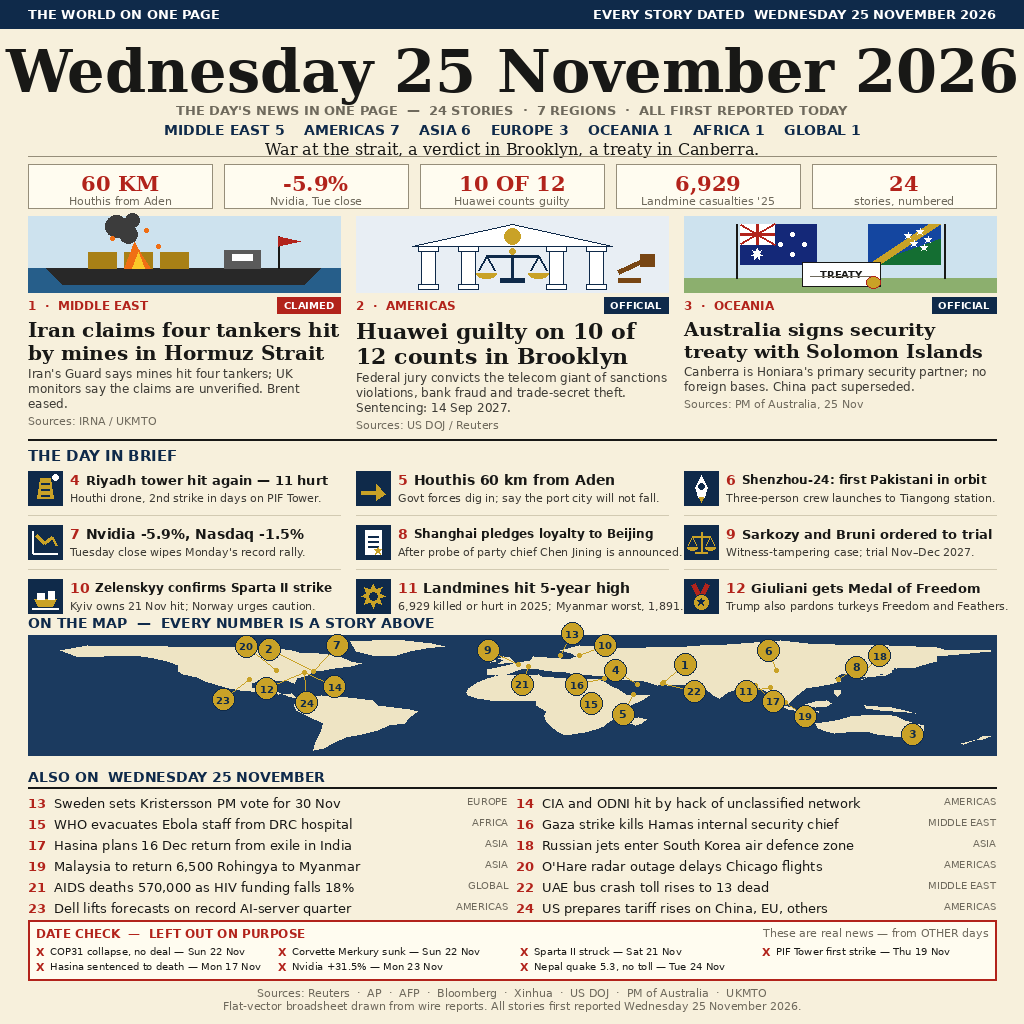 THE WORLD ON ONE PAGE
EVERY STORY DATED WEDNESDAY 25 NOVEMBER 2026
Wednesday 25 November 2026
THE DAY'S NEWS IN ONE PAGE — 24 STORIES · 7 REGIONS · ALL FIRST REPORTED TODAY
MIDDLE EAST 5 AMERICAS 7 ASIA 6 EUROPE 3 OCEANIA 1 AFRICA 1 GLOBAL 1
War at the strait, a verdict in Brooklyn, a treaty in Canberra.
60 KM
Houthis from Aden
-5.9%
Nvidia, Tue close
10 OF 12
Huawei counts guilty
6,929
Landmine casualties '25
24
stories, numbered
1 · MIDDLE EAST
CLAIMED
Iran claims four tankers hit
by mines in Hormuz Strait
Iran's Guard says mines hit four tankers; UK
monitors say the claims are unverified. Brent
eased.
Sources: IRNA / UKMTO
2 · AMERICAS
OFFICIAL
Huawei guilty on 10 of
12 counts in Brooklyn
Federal jury convicts the telecom giant of sanctions
violations, bank fraud and trade-secret theft.
Sentencing: 14 Sep 2027.
Sources: US DOJ / Reuters
TREATY
3 · OCEANIA
OFFICIAL
Australia signs security
treaty with Solomon Islands
Canberra is Honiara's primary security partner; no
foreign bases. China pact superseded.
Sources: PM of Australia, 25 Nov
THE DAY IN BRIEF
4 Riyadh tower hit again — 11 hurt
Houthi drone, 2nd strike in days on PIF Tower.
5 Houthis 60 km from Aden
Govt forces dig in; say the port city will not fall.
6 Shenzhou-24: first Pakistani in orbit
Three-person crew launches to Tiangong station.
7 Nvidia -5.9%, Nasdaq -1.5%
Tuesday close wipes Monday's record rally.
8 Shanghai pledges loyalty to Beijing
After probe of party chief Chen Jining is announced.
9 Sarkozy and Bruni ordered to trial
Witness-tampering case; trial Nov–Dec 2027.
10 Zelenskyy confirms Sparta II strike
Kyiv owns 21 Nov hit; Norway urges caution.
11 Landmines hit 5-year high
6,929 killed or hurt in 2025; Myanmar worst, 1,891.
12 Giuliani gets Medal of Freedom
Trump also pardons turkeys Freedom and Feathers.
ON THE MAP — EVERY NUMBER IS A STORY ABOVE
20 2 7 9 13 10 6 18
23 12 24 14 21 16 4 15 5 1 22 11 17 19 8 3
ALSO ON WEDNESDAY 25 NOVEMBER
13 Sweden sets Kristersson PM vote for 30 Nov EUROPE
14 CIA and ODNI hit by hack of unclassified network AMERICAS
15 WHO evacuates Ebola staff from DRC hospital AFRICA
16 Gaza strike kills Hamas internal security chief MIDDLE EAST
17 Hasina plans 16 Dec return from exile in India ASIA
18 Russian jets enter South Korea air defence zone ASIA
19 Malaysia to return 6,500 Rohingya to Myanmar ASIA
20 O'Hare radar outage delays Chicago flights AMERICAS
21 AIDS deaths 570,000 as HIV funding falls 18% GLOBAL
22 UAE bus crash toll rises to 13 dead MIDDLE EAST
23 Dell lifts forecasts on record AI-server quarter AMERICAS
24 US prepares tariff rises on China, EU, others AMERICAS
DATE CHECK — LEFT OUT ON PURPOSE
These are real news — from OTHER days
X COP31 collapse, no deal — Sun 22 Nov
X Corvette Merkury sunk — Sun 22 Nov
X Sparta II struck — Sat 21 Nov
X PIF Tower first strike — Thu 19 Nov
X Hasina sentenced to death — Mon 17 Nov
X Nvidia +31.5% — Mon 23 Nov
X Nepal quake 5.3, no toll — Tue 24 Nov
Sources: Reuters · AP · AFP · Bloomberg · Xinhua · US DOJ · PM of Australia · UKMTO
Flat-vector broadsheet drawn from wire reports. All stories first reported Wednesday 25 November 2026.